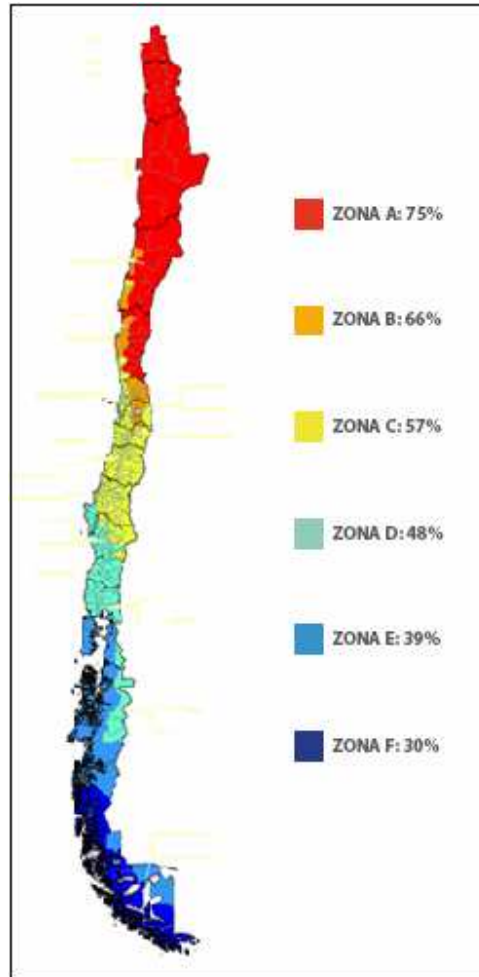 ZONA A: 75%
ZONA B: 66%
ZONA C: 57%
ZONA D: 48%
ZONA E: 39%
ZONA F: 30%